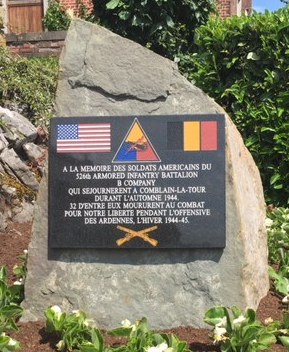 A LA MEMOIRE DES SOLDATS AMERICAINS DU
526th ARMORED INFANTRY BATTALION
B COMPANY
QUI SEJOURNERENT A COMBLAIN-LA-TOUR
DURANT L'AUTOMNE 1944.
32 D'ENTRE EUX MOURURENT AU COMBAT
POUR NOTRE LIBERTE PENDANT L'OFFENSIVE
DES ARDENNES, L'HIVER 1944-45.